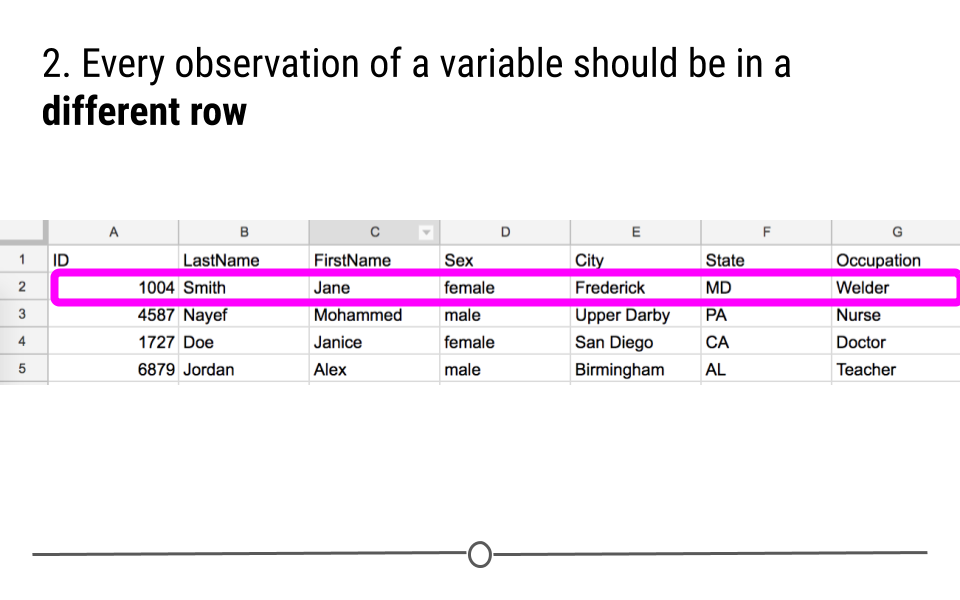 2. Every observation of a variable should be in a
different row
A B C D E F G
1 ID LastName FirstName Sex City State Occupation
2 1004 Smith Jane female Frederick MD Welder
3 4587 Nayef Mohammed male Upper Darby PA Nurse
4 1727 Doe Janice female San Diego CA Doctor
5 6879 Jordan Alex male Birmingham AL Teacher